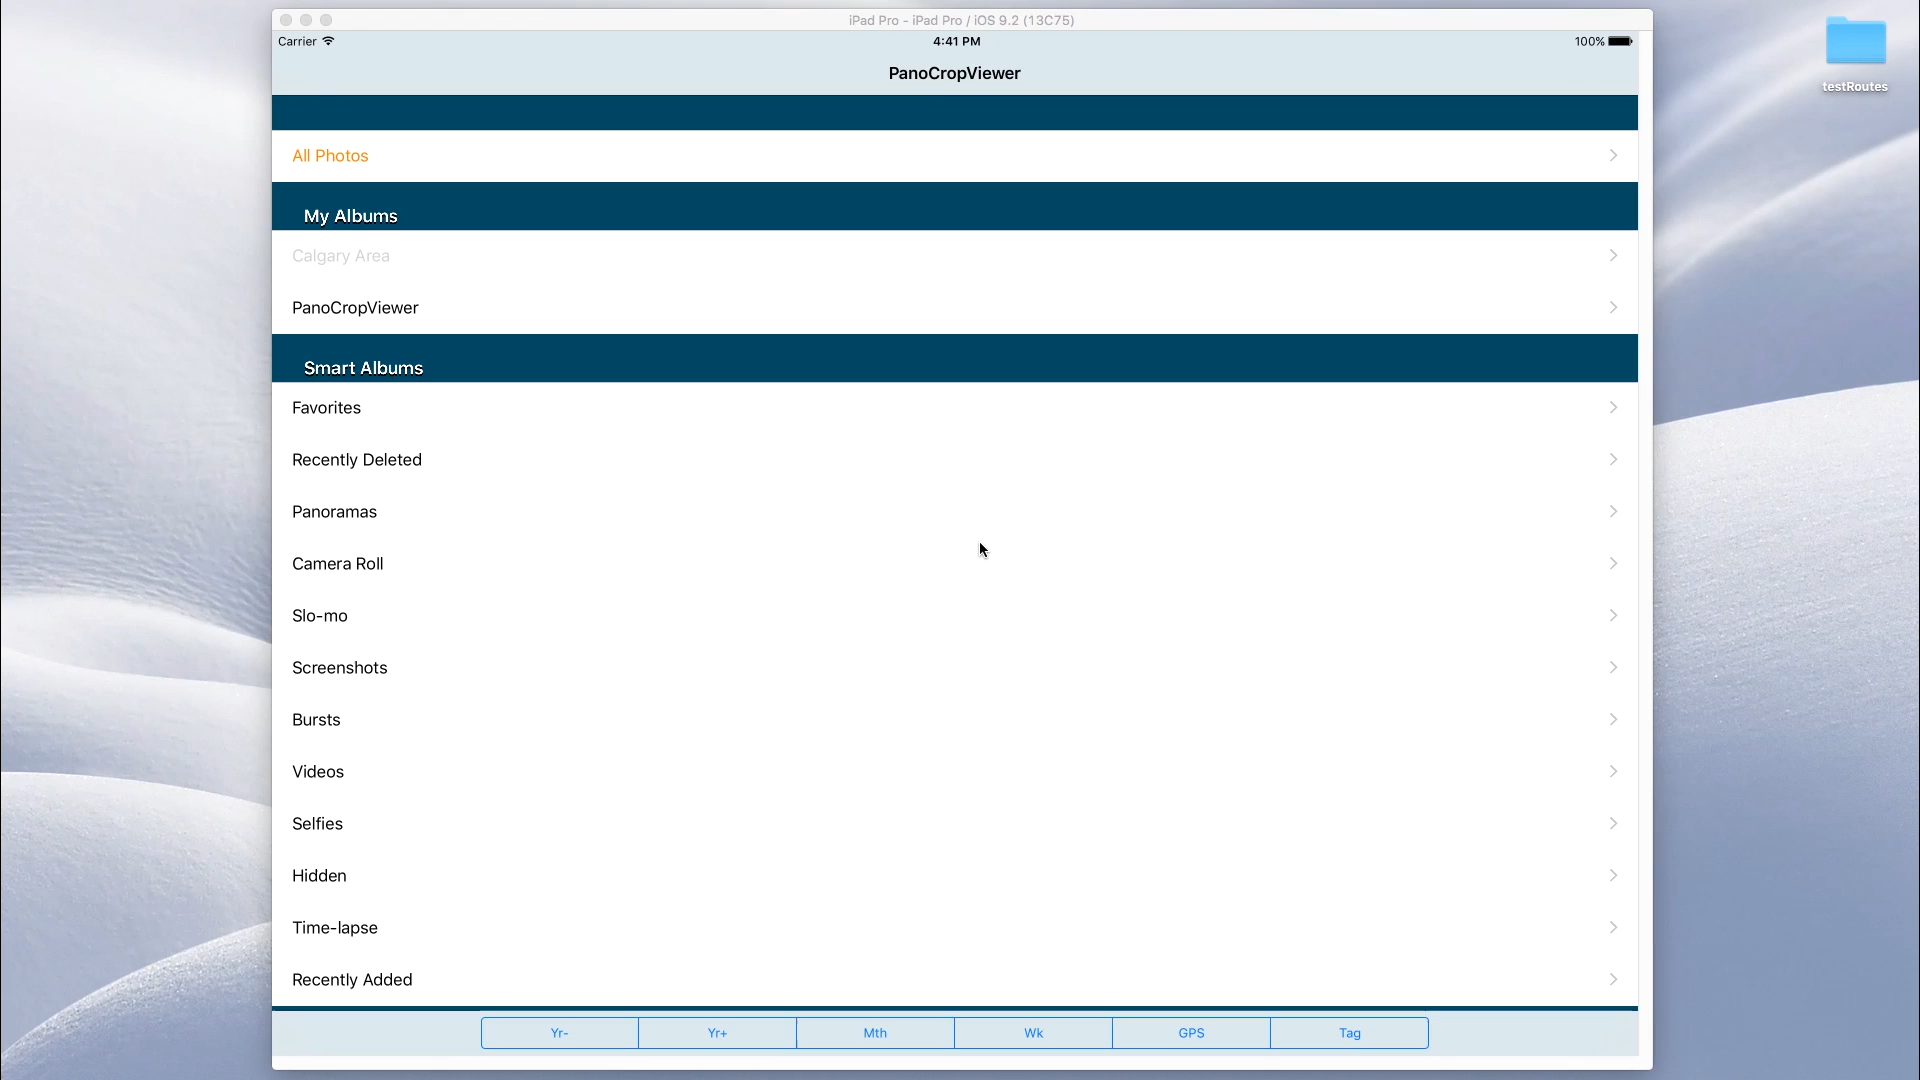 iPad Pro - iPad Pro / iOS 9.2 (13C75)
Carrier 4:41 PM 100%
PanoCropViewer
testRoutes
All Photos
My Albums
Calgary Area
PanoCropViewer
Smart Albums
Favorites
Recently Deleted
Panoramas
Camera Roll
Slo-mo
Screenshots
Bursts
Videos
Selfies
Hidden
Time-lapse
Recently Added
Yr- Yr+ Mth Wk GPS Tag